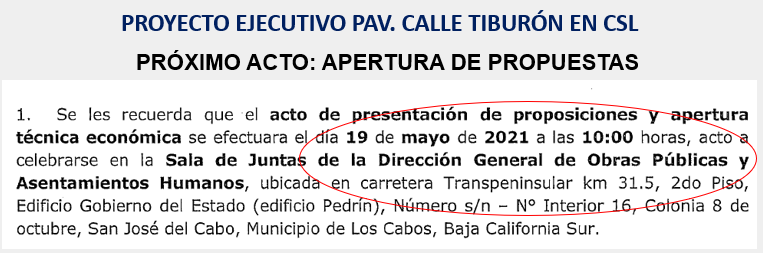 PROYECTO EJECUTIVO PAV. CALLE TIBURÓN EN CSL
PRÓXIMO ACTO: APERTURA DE PROPUESTAS
1. Se les recuerda que el acto de presentación de proposiciones y apertura
técnica económica se efectuara el día 19 de mayo de 2021 a las 10:00 horas, acto a
celebrarse en la Sala de Juntas de la Dirección General de Obras Públicas y
Asentamientos Humanos, ubicada en carretera Transpeninsular km 31.5, 2do Piso,
Edificio Gobierno del Estado (edificio Pedrín), Número s/n – N° Interior 16, Colonia 8 de
octubre, San José del Cabo, Municipio de Los Cabos, Baja California Sur.